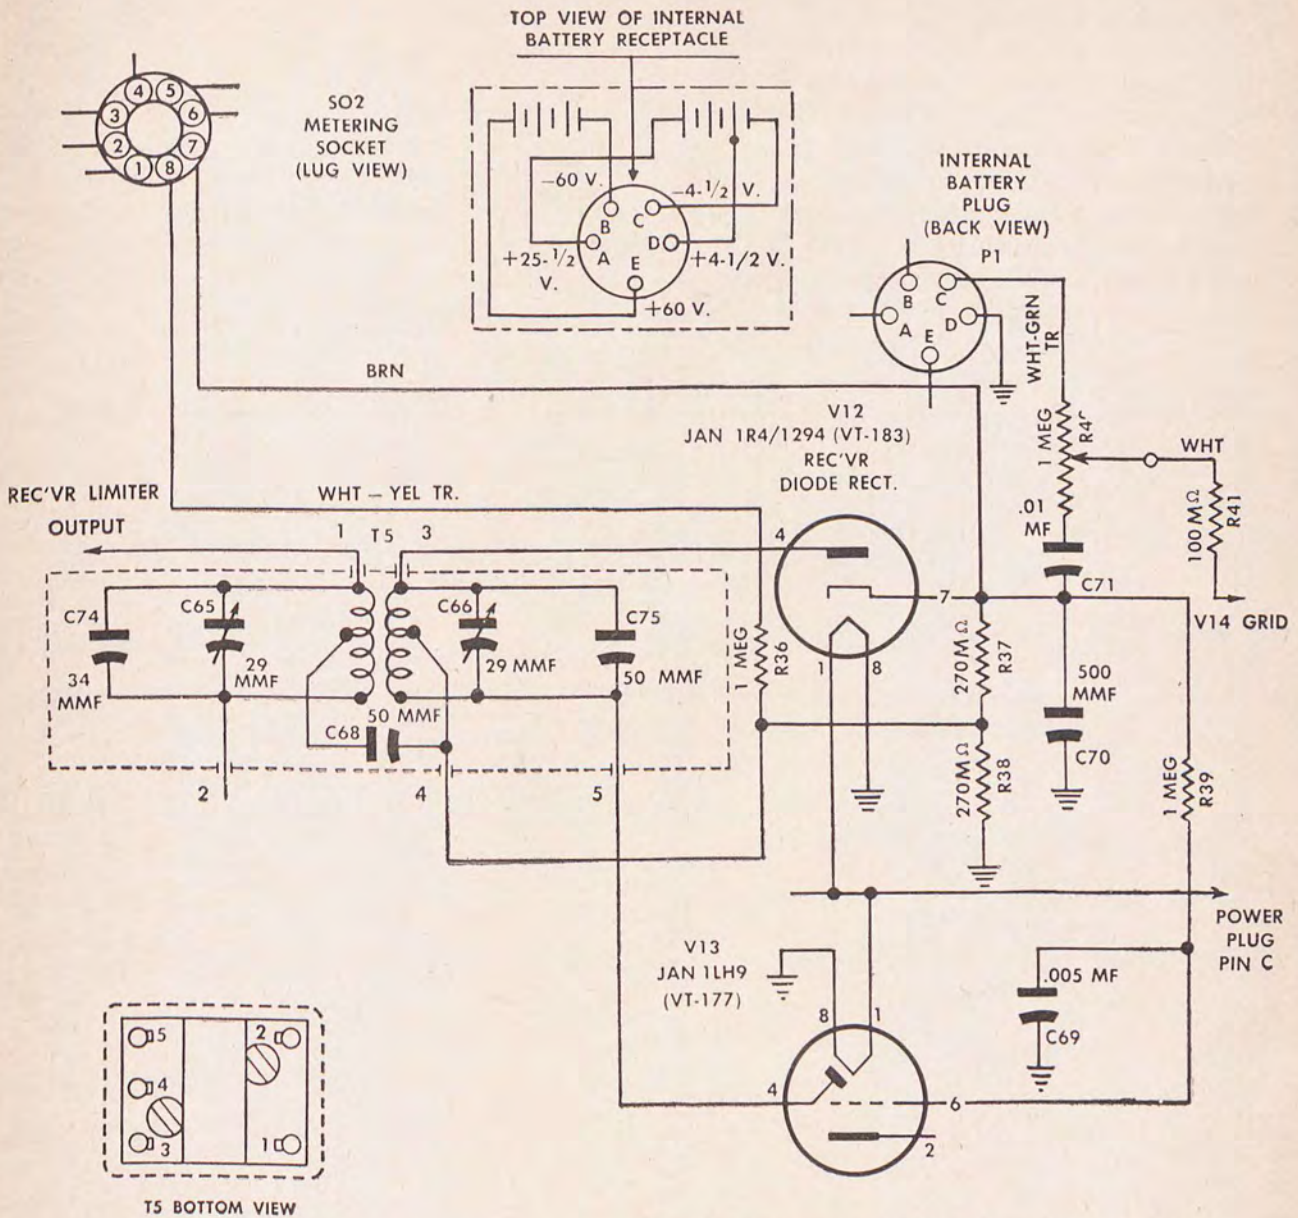 TOP VIEW OF INTERNAL
BATTERY RECEPTACLE
SO2
METERING
SOCKET
(LUG VIEW)
4 5
3 6
2 7
1 8
-60 V.
-4-1/2 V.
B C
A D
E
+25-1/2
V.
+4-1/2 V.
+60 V.
INTERNAL
BATTERY
PLUG
(BACK VIEW)
P1
B C
A D
E
WHT-GRN
TR
BRN
V12
JAN 1R4/1294 (VT-183)
REC'VR
DIODE RECT.
1 MEG
WHT
.01
MF
C71
100 MΩ
R41
V14 GRID
REC'VR LIMITER
OUTPUT
WHT - YEL TR.
1 T5 3
4
7
1 8
C74
34
MMF
C65
29
MMF
C66
29 MMF
C75
50 MMF
50 MMF
C68
2 4 5
1 MEG
R36
270MΩ
R37
270MΩ
R38
500
MMF
C70
1 MEG
R39
POWER
PLUG
PIN C
V13
JAN 1LH9
(VT-177)
8 1
4
6
2
.005 MF
C69
5 2
4
3 1
T5 BOTTOM VIEW